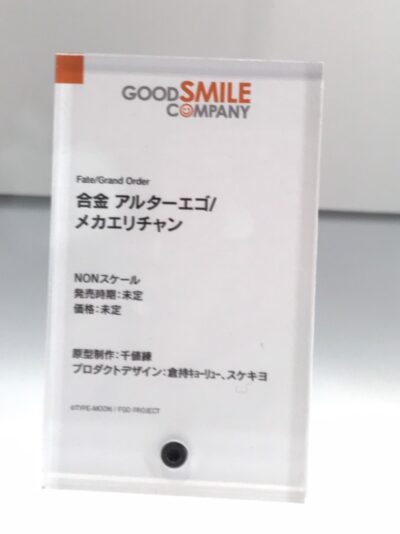 GOODSMILE
COMPANY
Fate/Grand Order
合金 アルターエゴ/
メカエリチャン
NONスケール
発売時期:未定
価格:未定
原型制作:千値練
プロダクトデザイン:倉持ｷｮｰﾘｭｰ、スケキヨ
©TYPE-MOON / FGO PROJECT